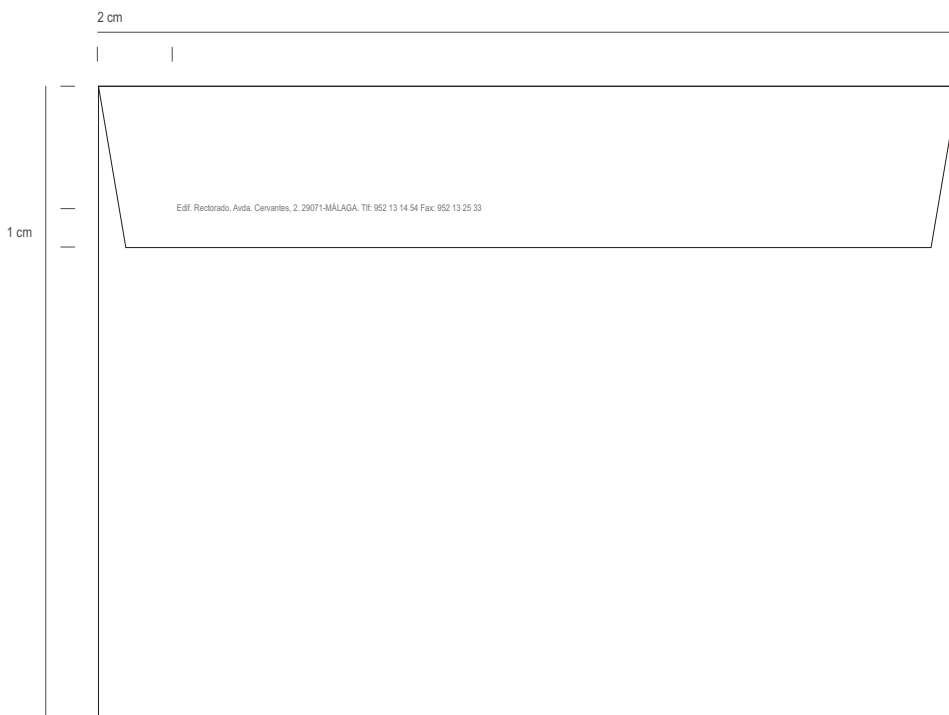 2 cm
Edif. Rectorado. Avda. Cervantes, 2. 29071-MÁLAGA. Tlf: 952 13 14 54 Fax: 952 13 25 33
1 cm